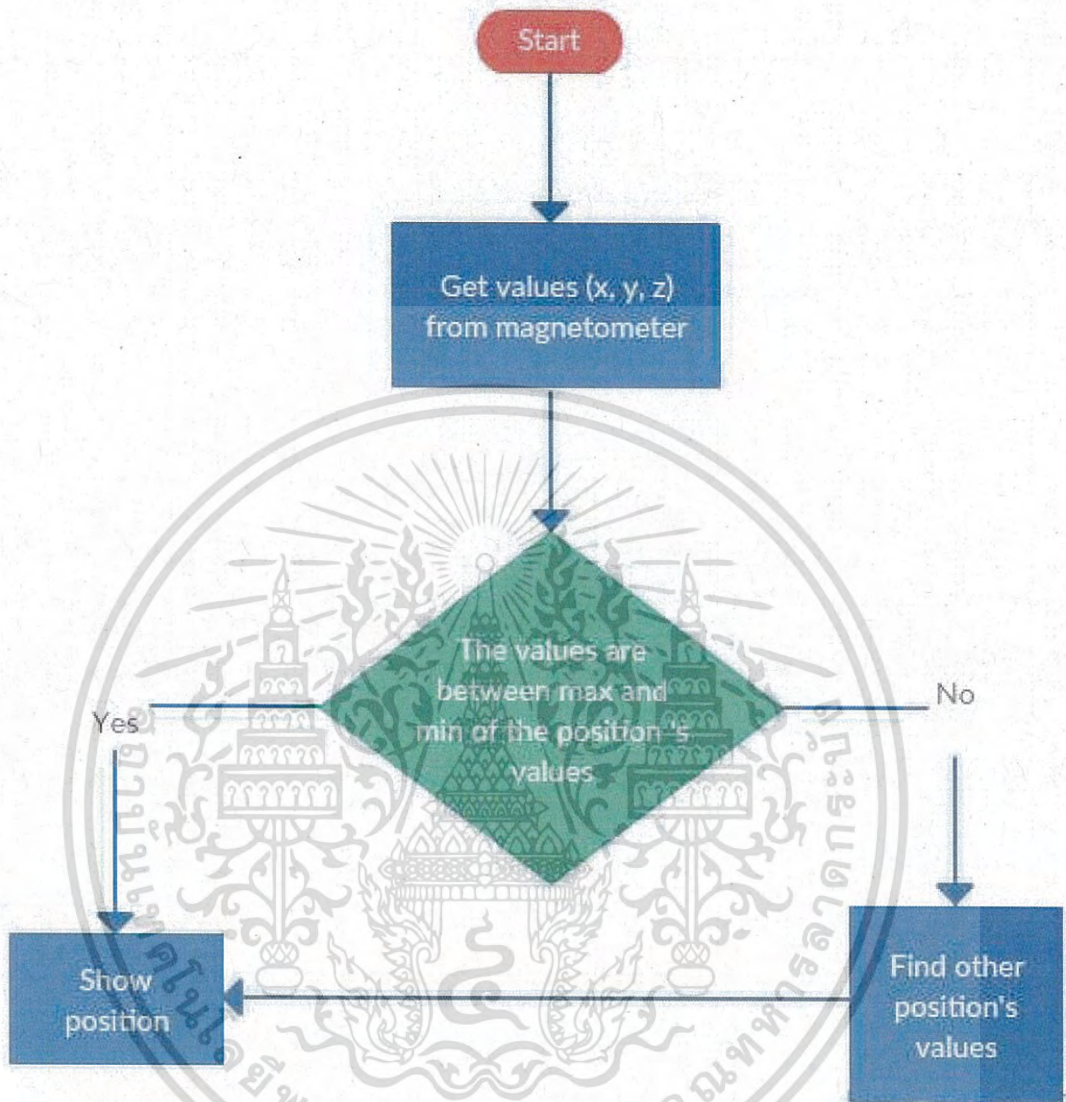 Start
Get values (x, y, z)
from magnetometer
The values are
between max and
min of the position 's
values
Yes
No
Show
position
Find other
position's
values